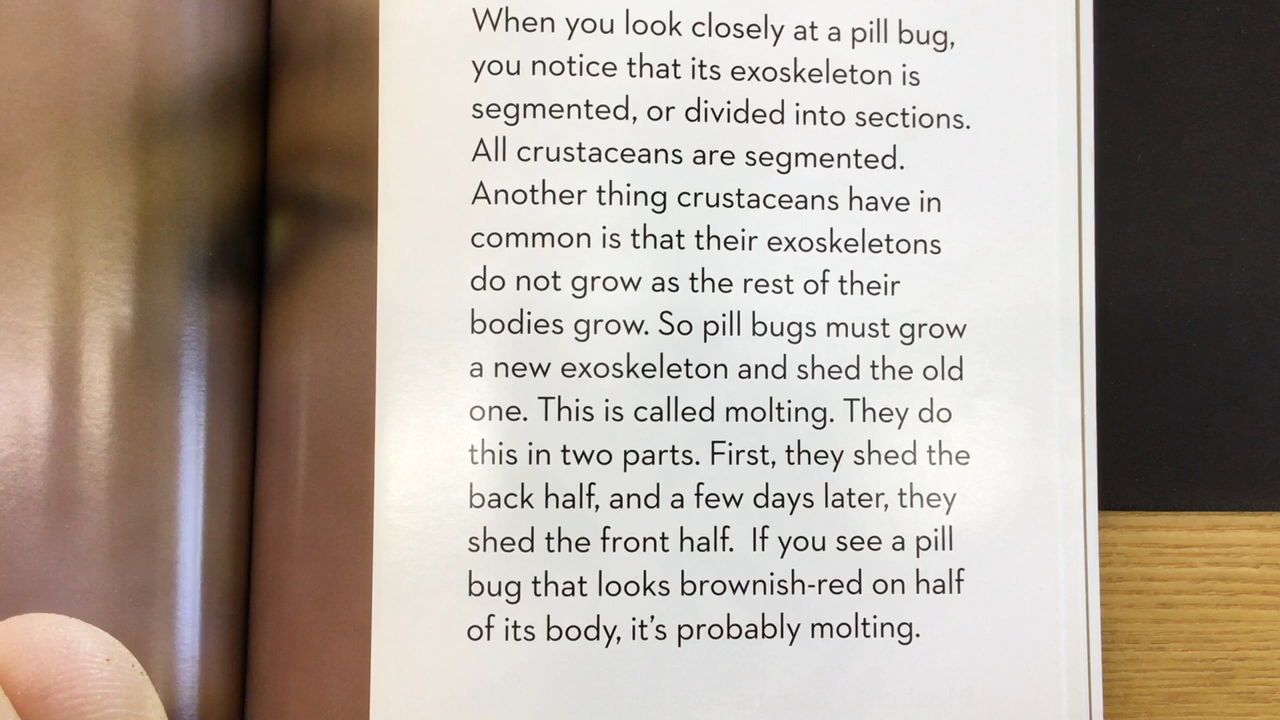 When you look closely at a pill bug,
you notice that its exoskeleton is
segmented, or divided into sections.
All crustaceans are segmented.
Another thing crustaceans have in
common is that their exoskeletons
do not grow as the rest of their
bodies grow. So pill bugs must grow
a new exoskeleton and shed the old
one. This is called molting. They do
this in two parts. First, they shed the
back half, and a few days later, they
shed the front half.  If you see a pill
bug that looks brownish-red on half
of its body, it’s probably molting.